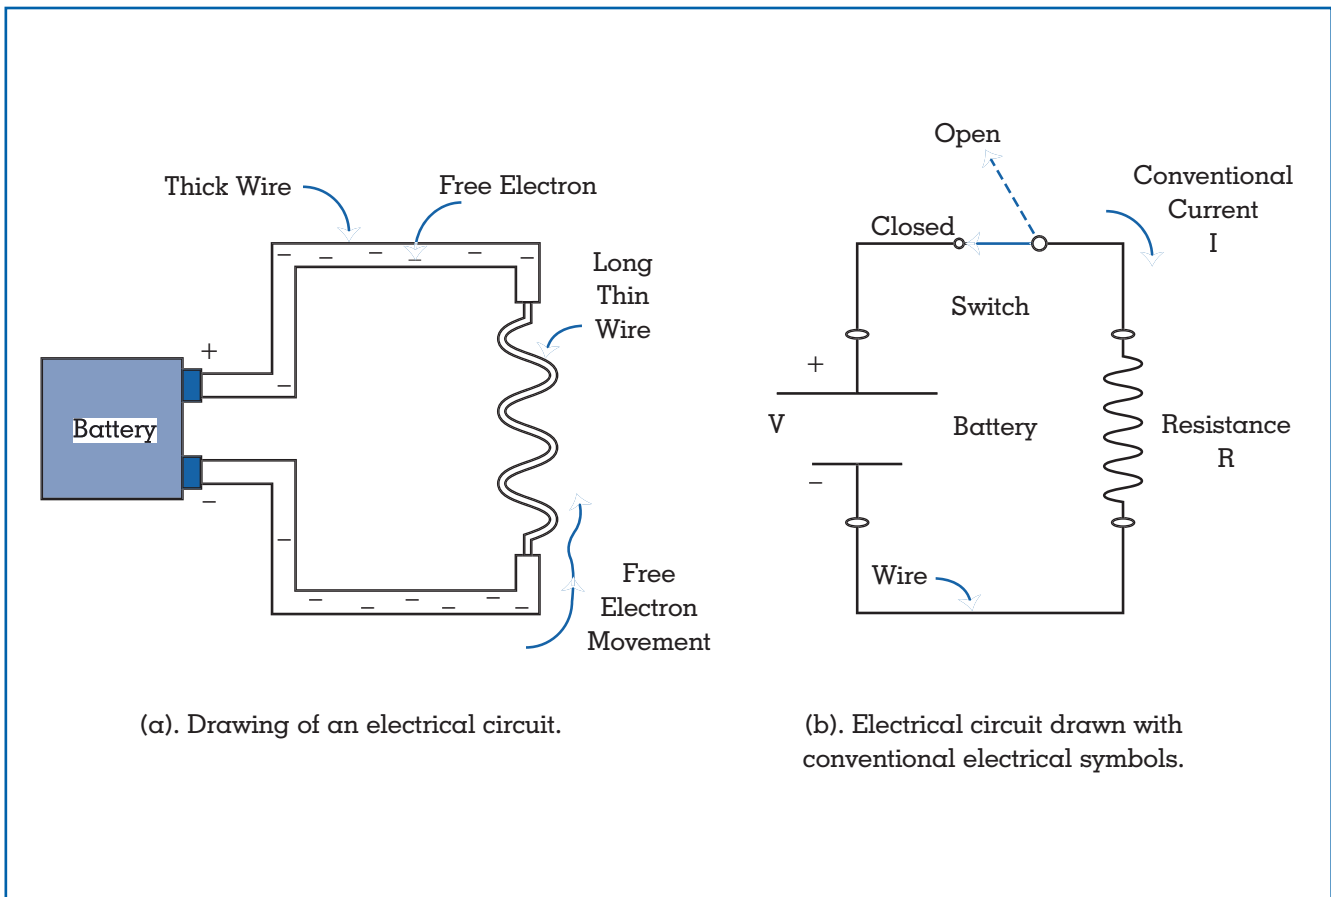 Thick Wire
Free Electron
Long
Thin
Wire
+
Battery
−
Free
Electron
Movement
(a). Drawing of an electrical circuit.
Open
Conventional
Current
I
Closed
Switch
+
V
Battery
−
Resistance
R
Wire
(b). Electrical circuit drawn with
conventional electrical symbols.